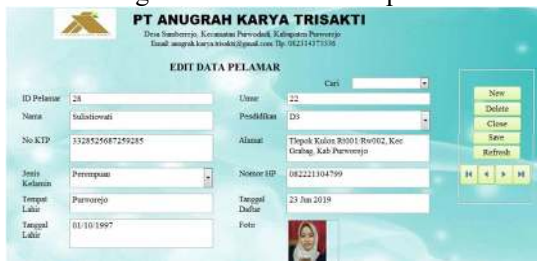 PT ANUGRAH KARYA TRISAKTI
Desa Sumberrejo, Kecamatan Purwodadi, Kabupaten Purworejo
EDIT DATA PELAMAR
Cari
ID Pelamar 28
Umur 22
Nama Sulistiowati
Pendidikan D3
No KTP 3328525687259285
Alamat Tlepok Kulon Rt001/Rw002, Kec
Grabag, Kab Purworejo
Jenis
Kelamin Perempuan
Nomor HP 082221304799
Tempat
Lahir Purworejo
Tanggal
Daftar 23 Jun 2019
Tanggal
Lahir 01/10/1997
Foto
New
Delete
Close
Save
Refresh